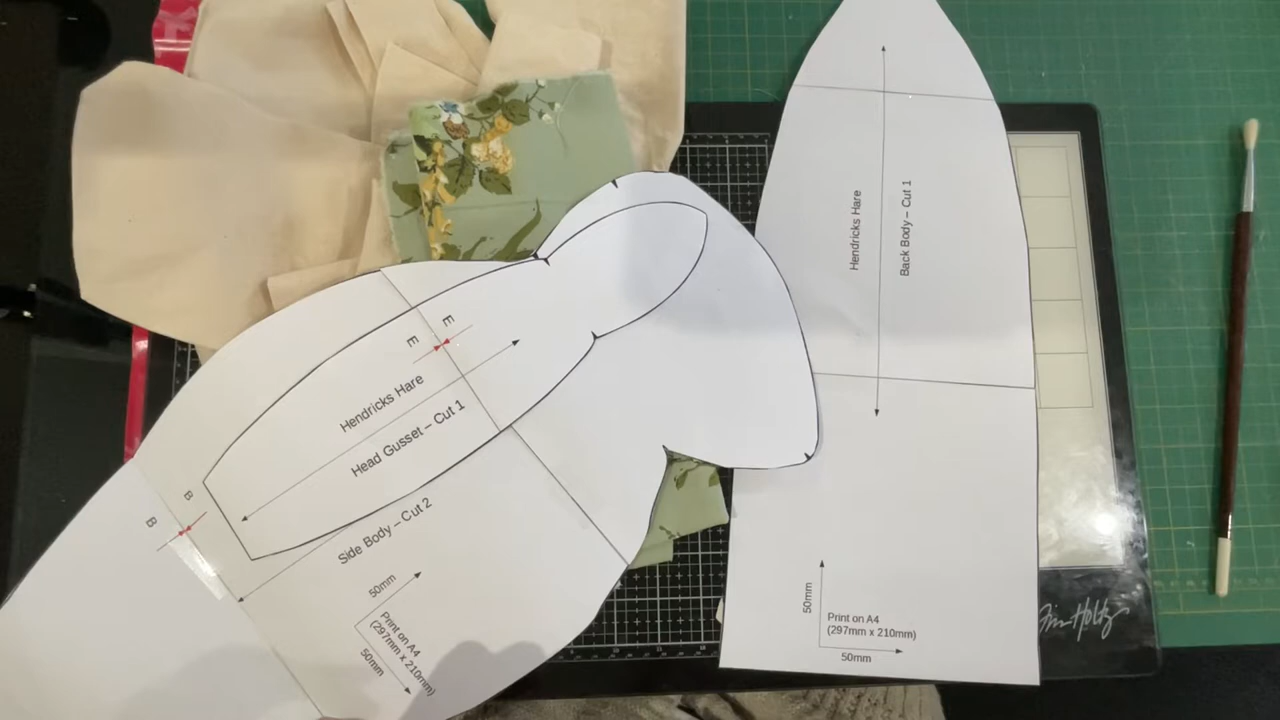 Hendricks Hare
Back Body – Cut 1
50mm
Print on A4
(297mm x 210mm)
50mm
E
E
Hendricks Hare
Head Gusset – Cut 1
B
B
Side Body – Cut 2
50mm
Print on A4
(297mm x 210mm)
50mm
Tim Holtz